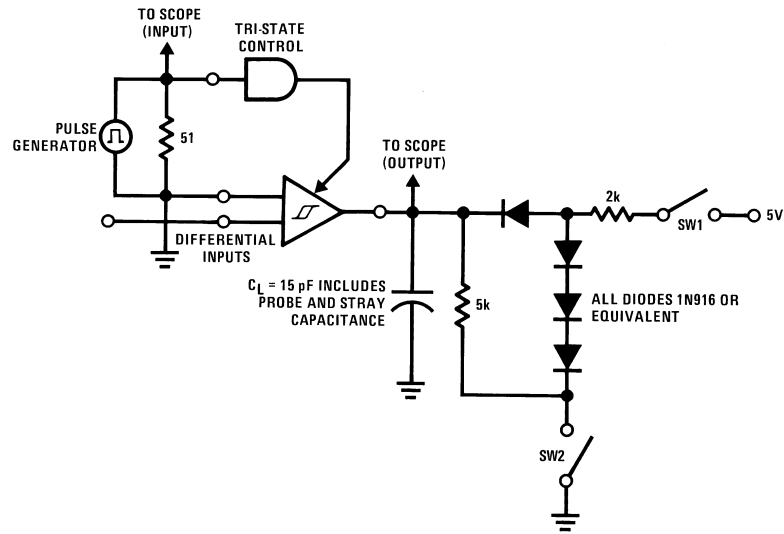 TO SCOPE
(INPUT)
TRI-STATE
CONTROL
PULSE
GENERATOR
51
TO SCOPE
(OUTPUT)
2k
SW1
5V
DIFFERENTIAL
INPUTS
CL = 15 pF INCLUDES
PROBE AND STRAY
CAPACITANCE
5k
ALL DIODES 1N916 OR
EQUIVALENT
SW2